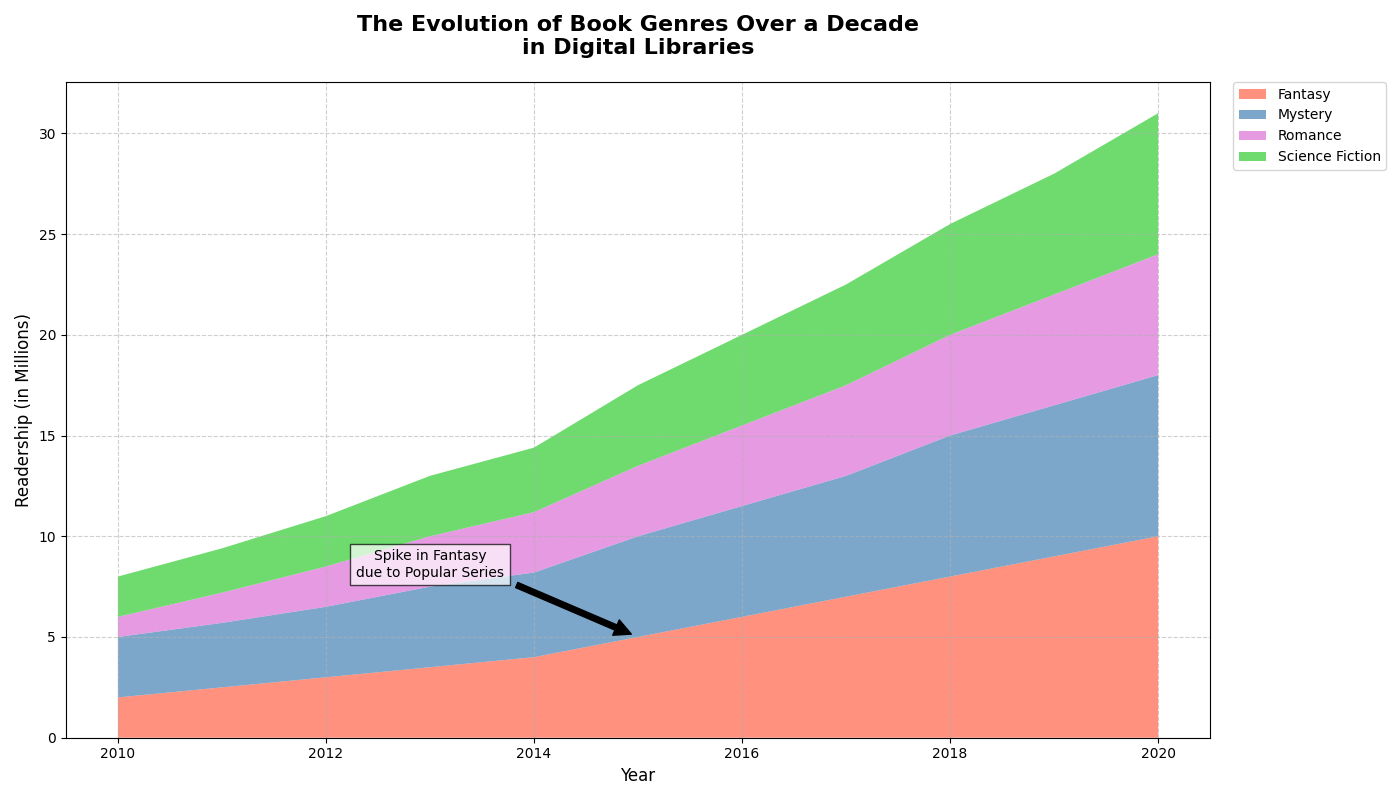 The Evolution of Book Genres Over a Decade
in Digital Libraries
Fantasy
Mystery
Romance
Science Fiction
Readership (in Millions)
30
25
20
15
10
5
0
Spike in Fantasy
due to Popular Series
2010
2012
2014
2016
2018
2020
Year